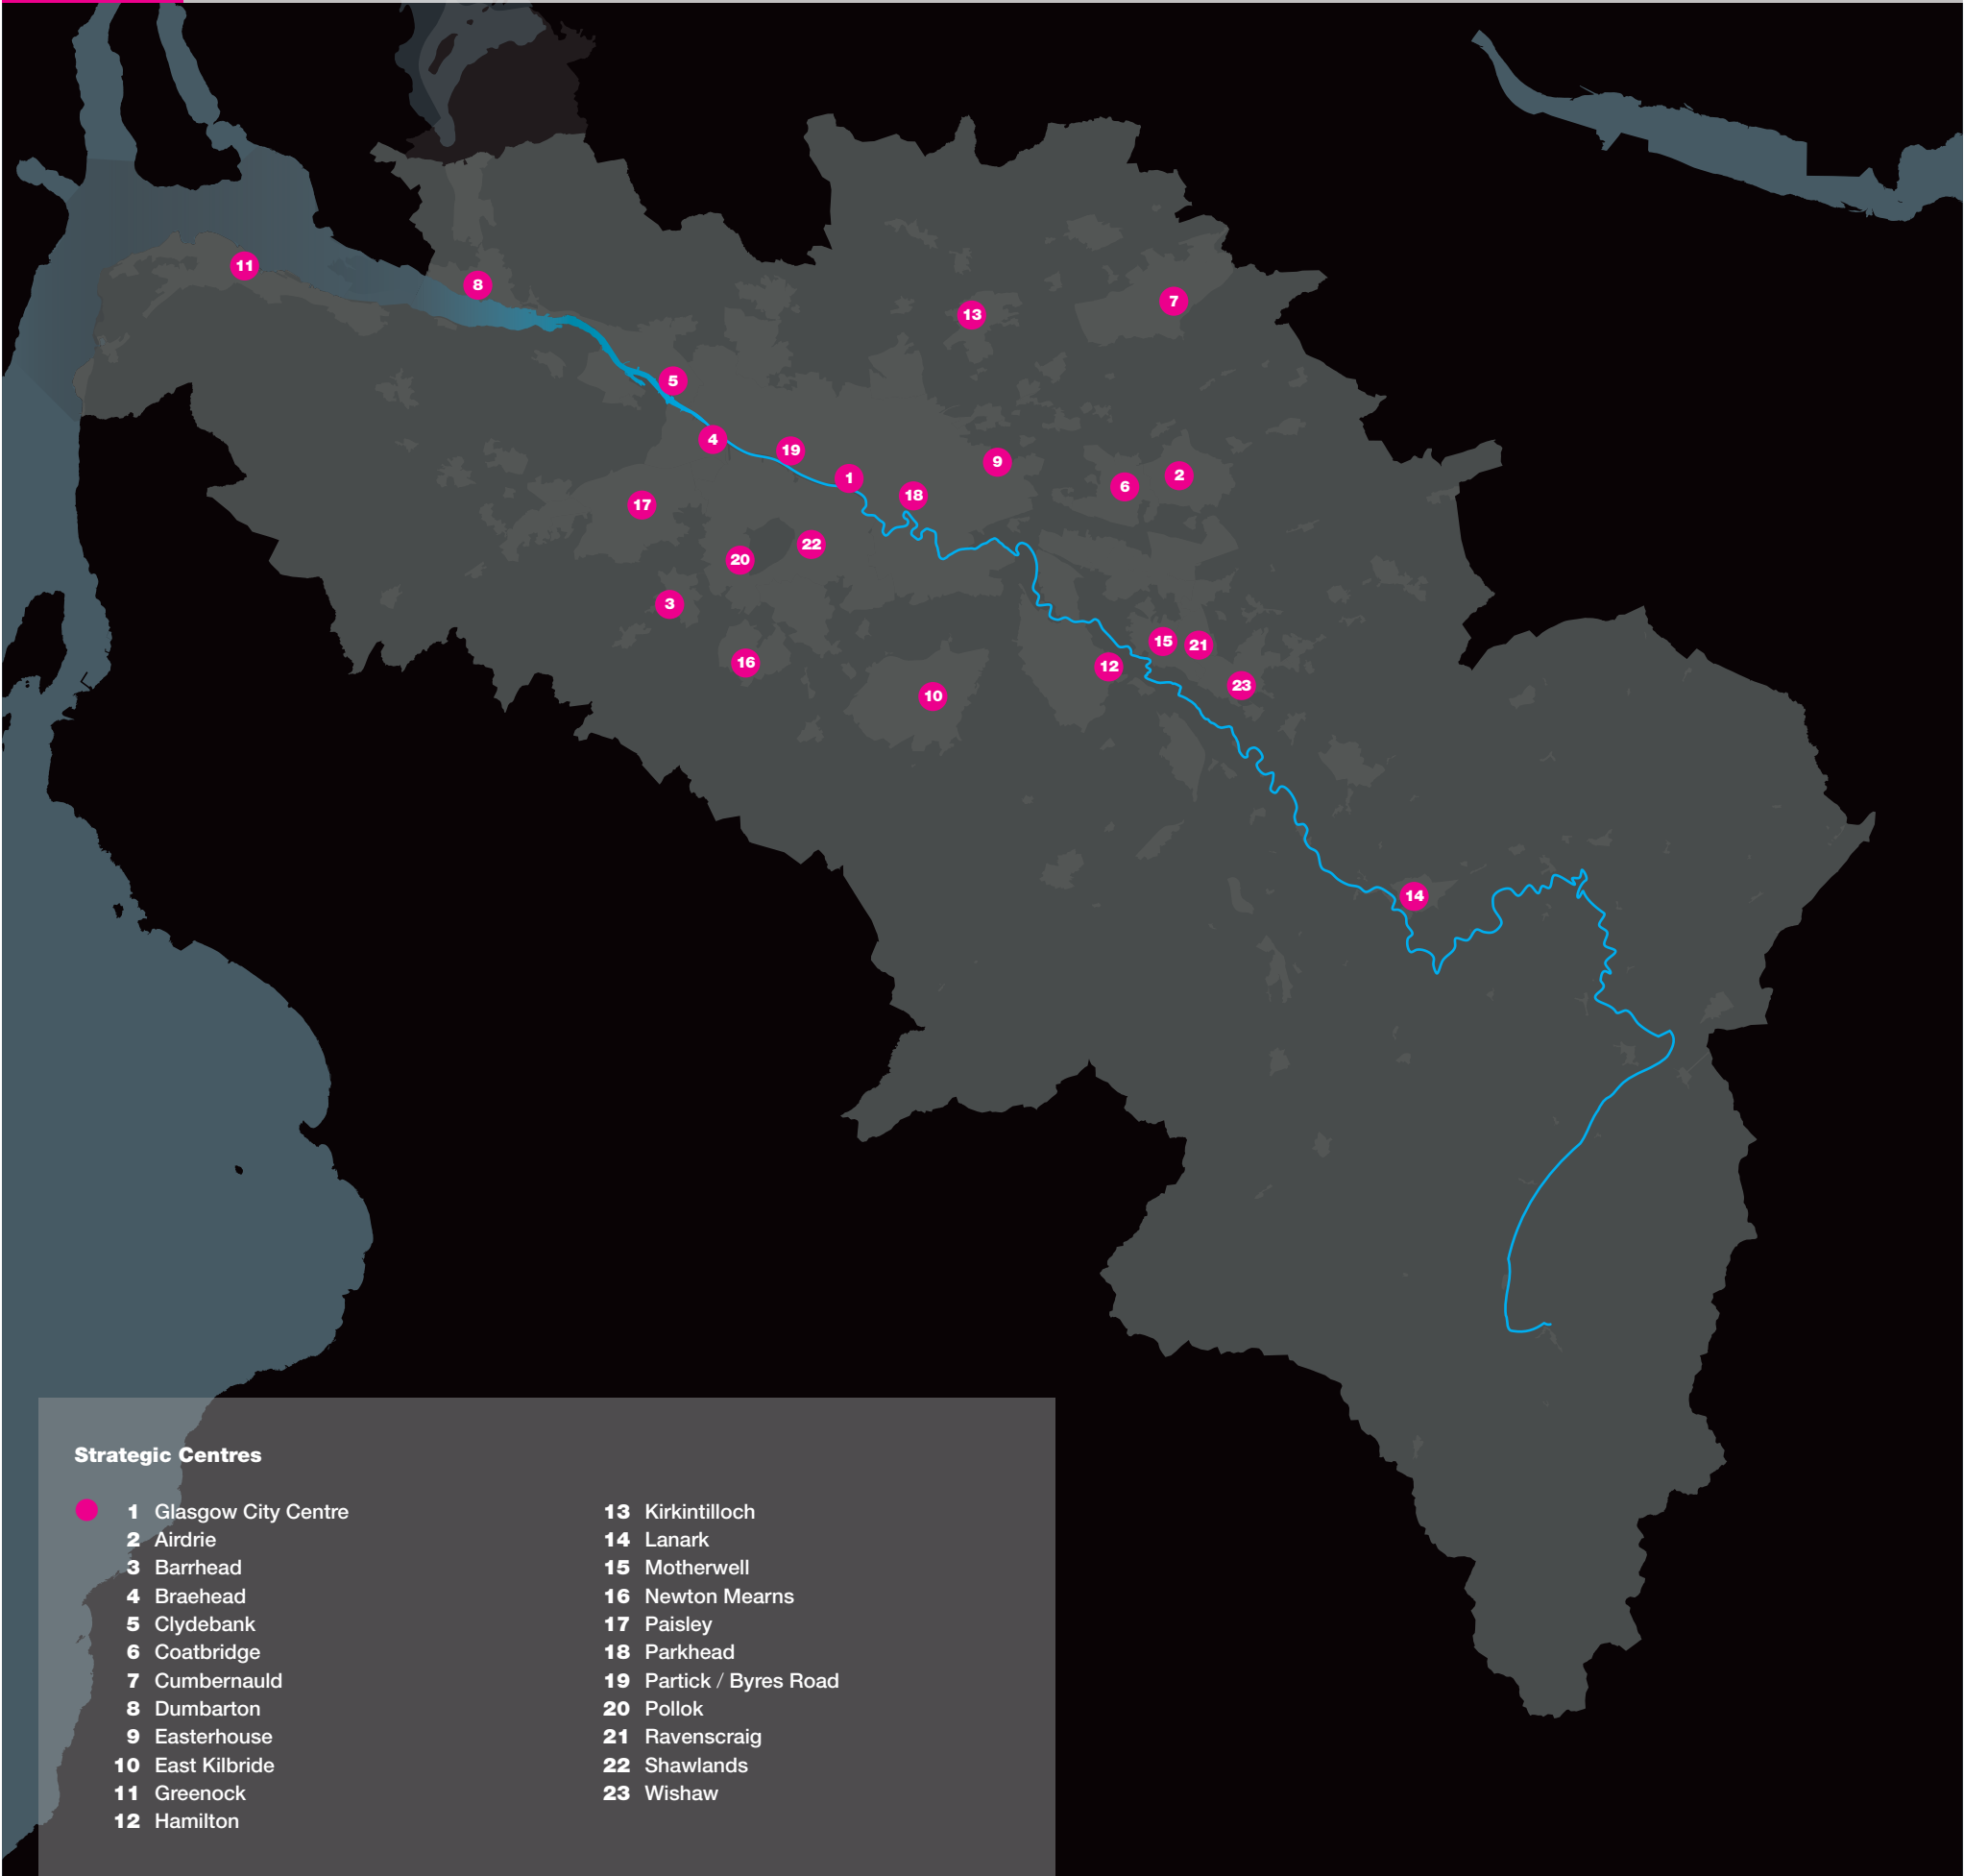 11
8
7
13
5
4
19
1
9
2
6
18
17
22
20
3
15
21
16
12
23
10
14
Strategic Centres
1 Glasgow City Centre
2 Airdrie
3 Barrhead
4 Braehead
5 Clydebank
6 Coatbridge
7 Cumbernauld
8 Dumbarton
9 Easterhouse
10 East Kilbride
11 Greenock
12 Hamilton
13 Kirkintilloch
14 Lanark
15 Motherwell
16 Newton Mearns
17 Paisley
18 Parkhead
19 Partick / Byres Road
20 Pollok
21 Ravenscraig
22 Shawlands
23 Wishaw